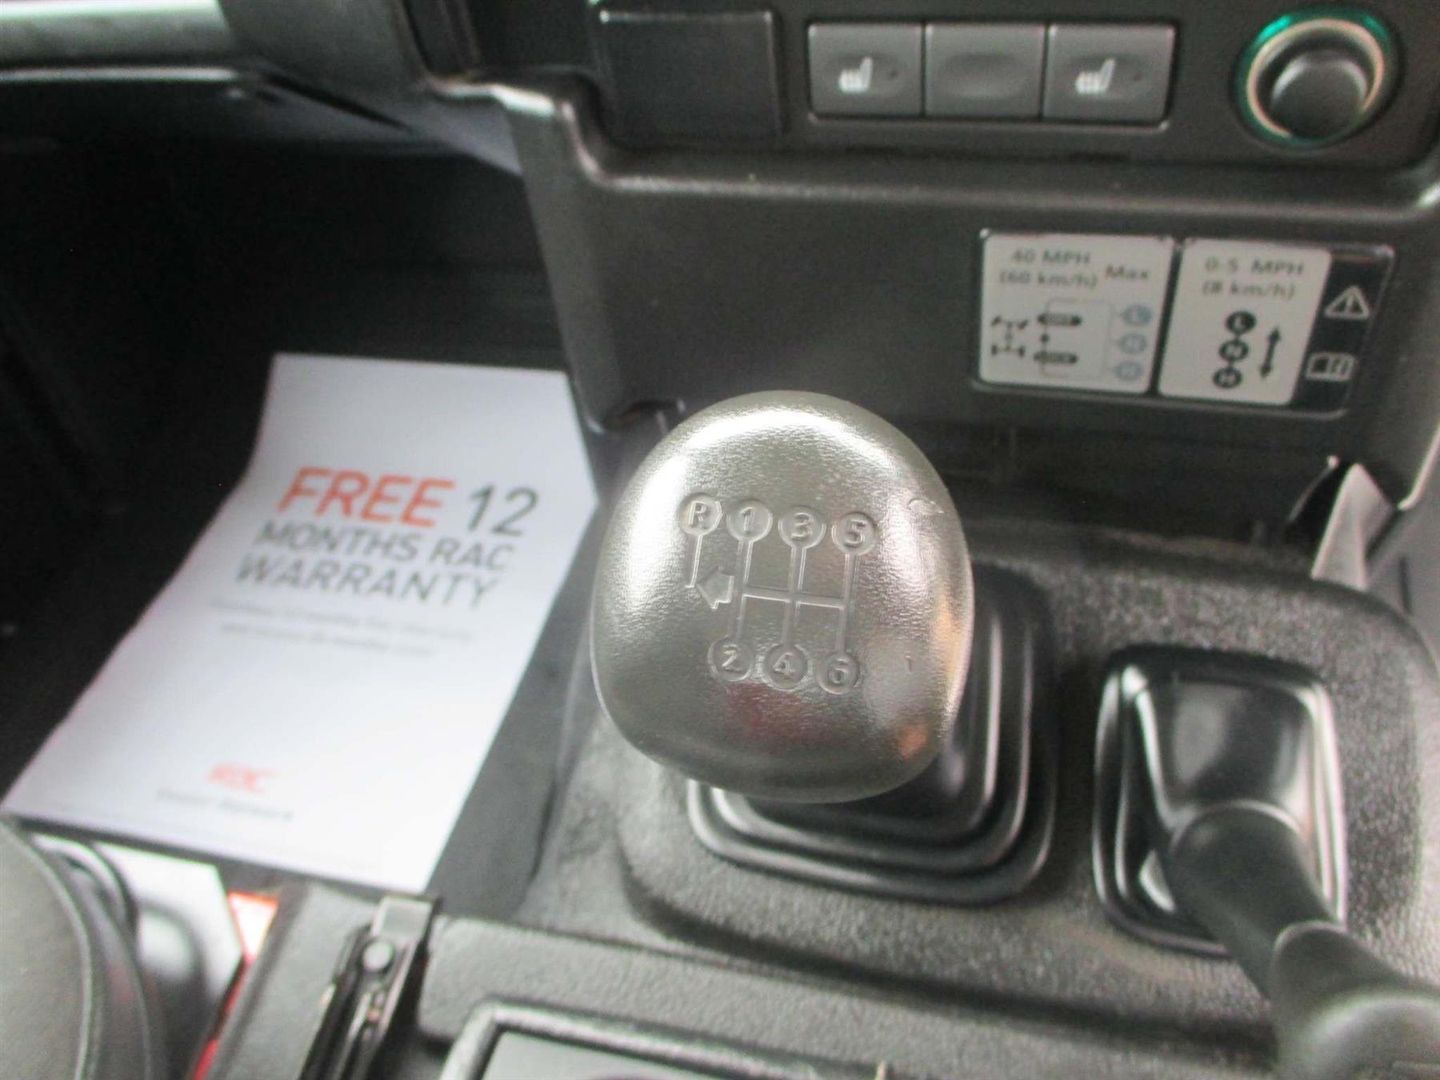 40 MPH
(60 km/h) Max
0-5 MPH
(8 km/h)
L
N
H
FREE 12
MONTHS RAC
WARRANTY
RAC
R 1 3 5
2 4 6